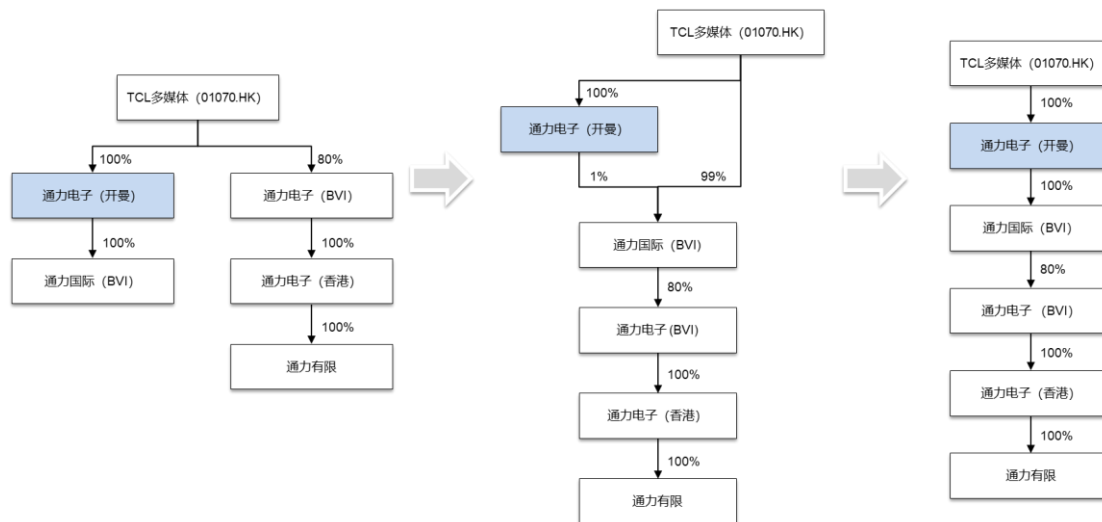 TCL多媒体（01070.HK）
100%
80%
通力电子（开曼）
通力电子（BVI）
100%
100%
通力国际（BVI）
通力电子（香港）
100%
通力有限
TCL多媒体（01070.HK）
100%
通力电子（开曼）
1%
99%
通力国际（BVI）
80%
通力电子（BVI）
100%
通力电子（香港）
100%
通力有限
TCL多媒体（01070.HK）
100%
通力电子（开曼）
100%
通力国际（BVI）
80%
通力电子（BVI）
100%
通力电子（香港）
100%
通力有限